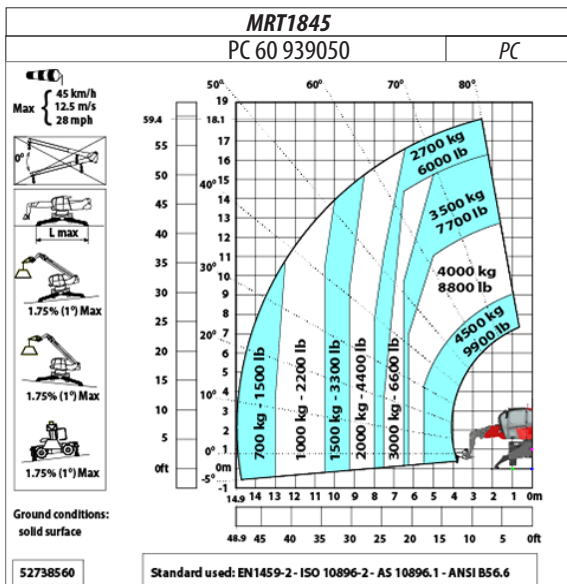 MRT1845
PC 60 939050 PC
Max { 45 km/h
12.5 m/s
28 mph
0°
L max
1.75% (1°) Max
1.75% (1°) Max
1.75% (1°) Max
Ground conditions:
solid surface
52738560
50° 60° 70° 80°
40°
30°
20°
10°
0°
-5°
59.4
55
50
45
40
35
30
25
20
15
10
5
0ft
19
18.1
17
16
15
14
13
12
11
10
9
8
7
6
5
4
3
2
1
0m
-1
2700 kg
6000 lb
3500 kg
7700 lb
4000 kg
8800 lb
4500 kg
9900 lb
700 kg - 1500 lb
1000 kg - 2200 lb
1500 kg - 3300 lb
2000 kg - 4400 lb
3000 kg - 6600 lb
14.9 14 13 12 11 10 9 8 7 6 5 4 3 2 1 0m
48.9 45 40 35 30 25 20 15 10 5 0ft
Standard used: EN1459-2 - ISO 10896-2 - AS 10896.1 - ANSI B56.6